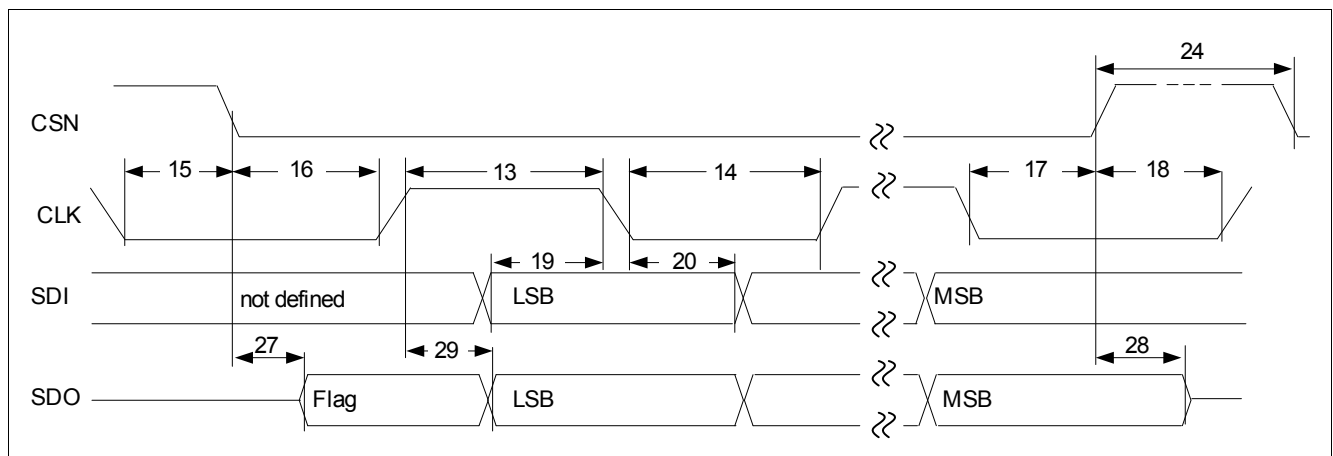 24
CSN
15 16 13 14 17 18
CLK
19 20
SDI not defined LSB MSB
27 29 28
SDO Flag LSB MSB